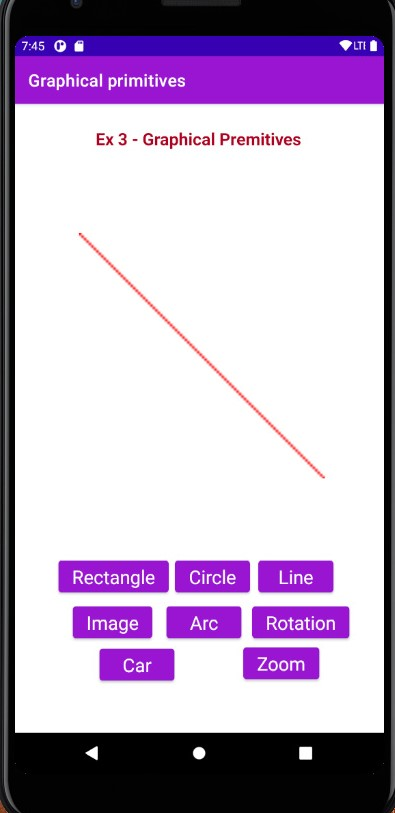 7:45 LTE
Graphical primitives
Ex 3 - Graphical Premitives
Rectangle Circle Line
Image Arc Rotation
Car Zoom